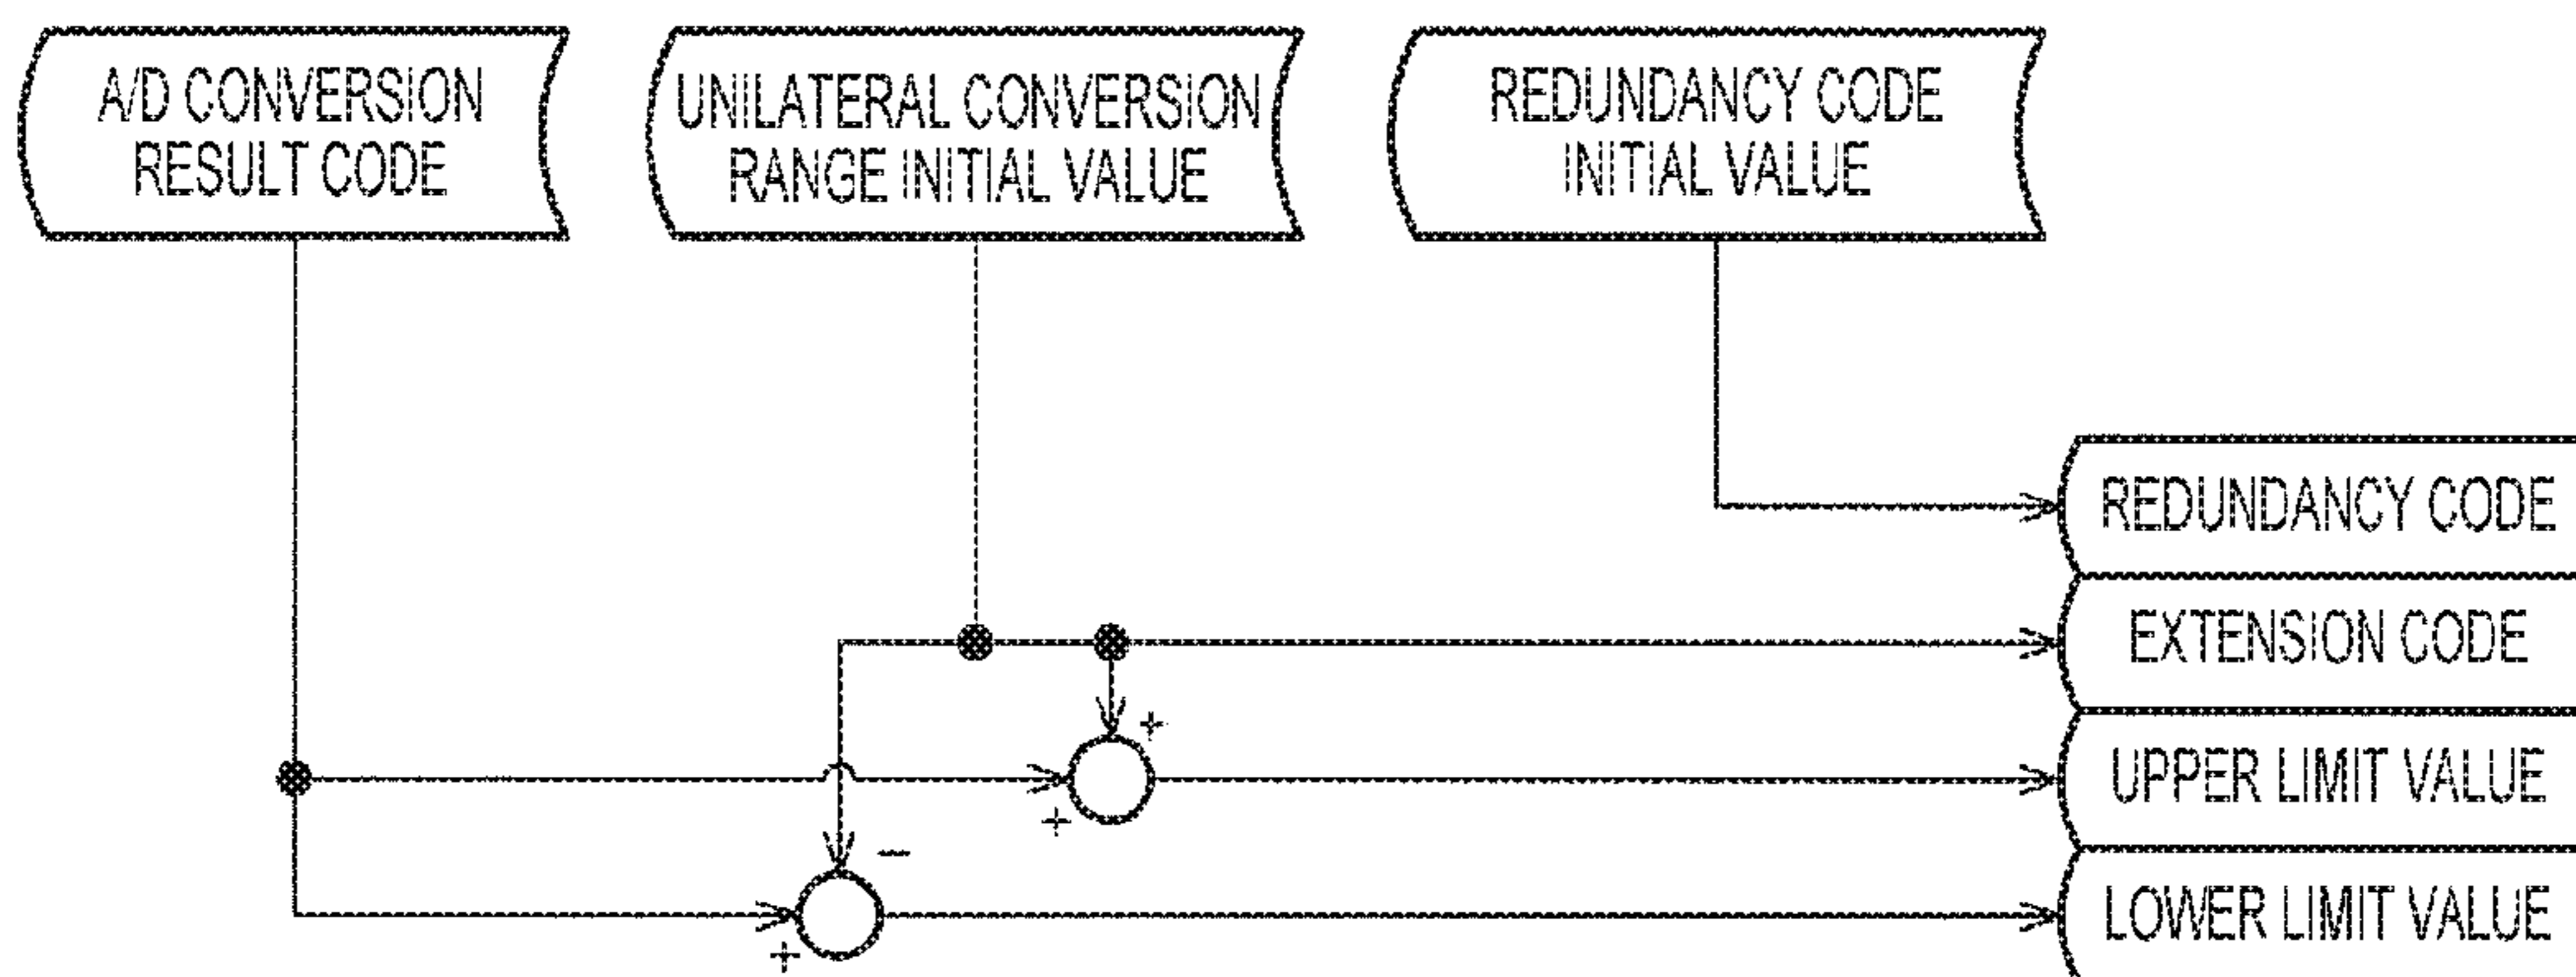 A/D CONVERSION
RESULT CODE
UNILATERAL CONVERSION
RANGE INITIAL VALUE
REDUNDANCY CODE
INITIAL VALUE
REDUNDANCY CODE
EXTENSION CODE
+
UPPER LIMIT VALUE
+
−
LOWER LIMIT VALUE
+